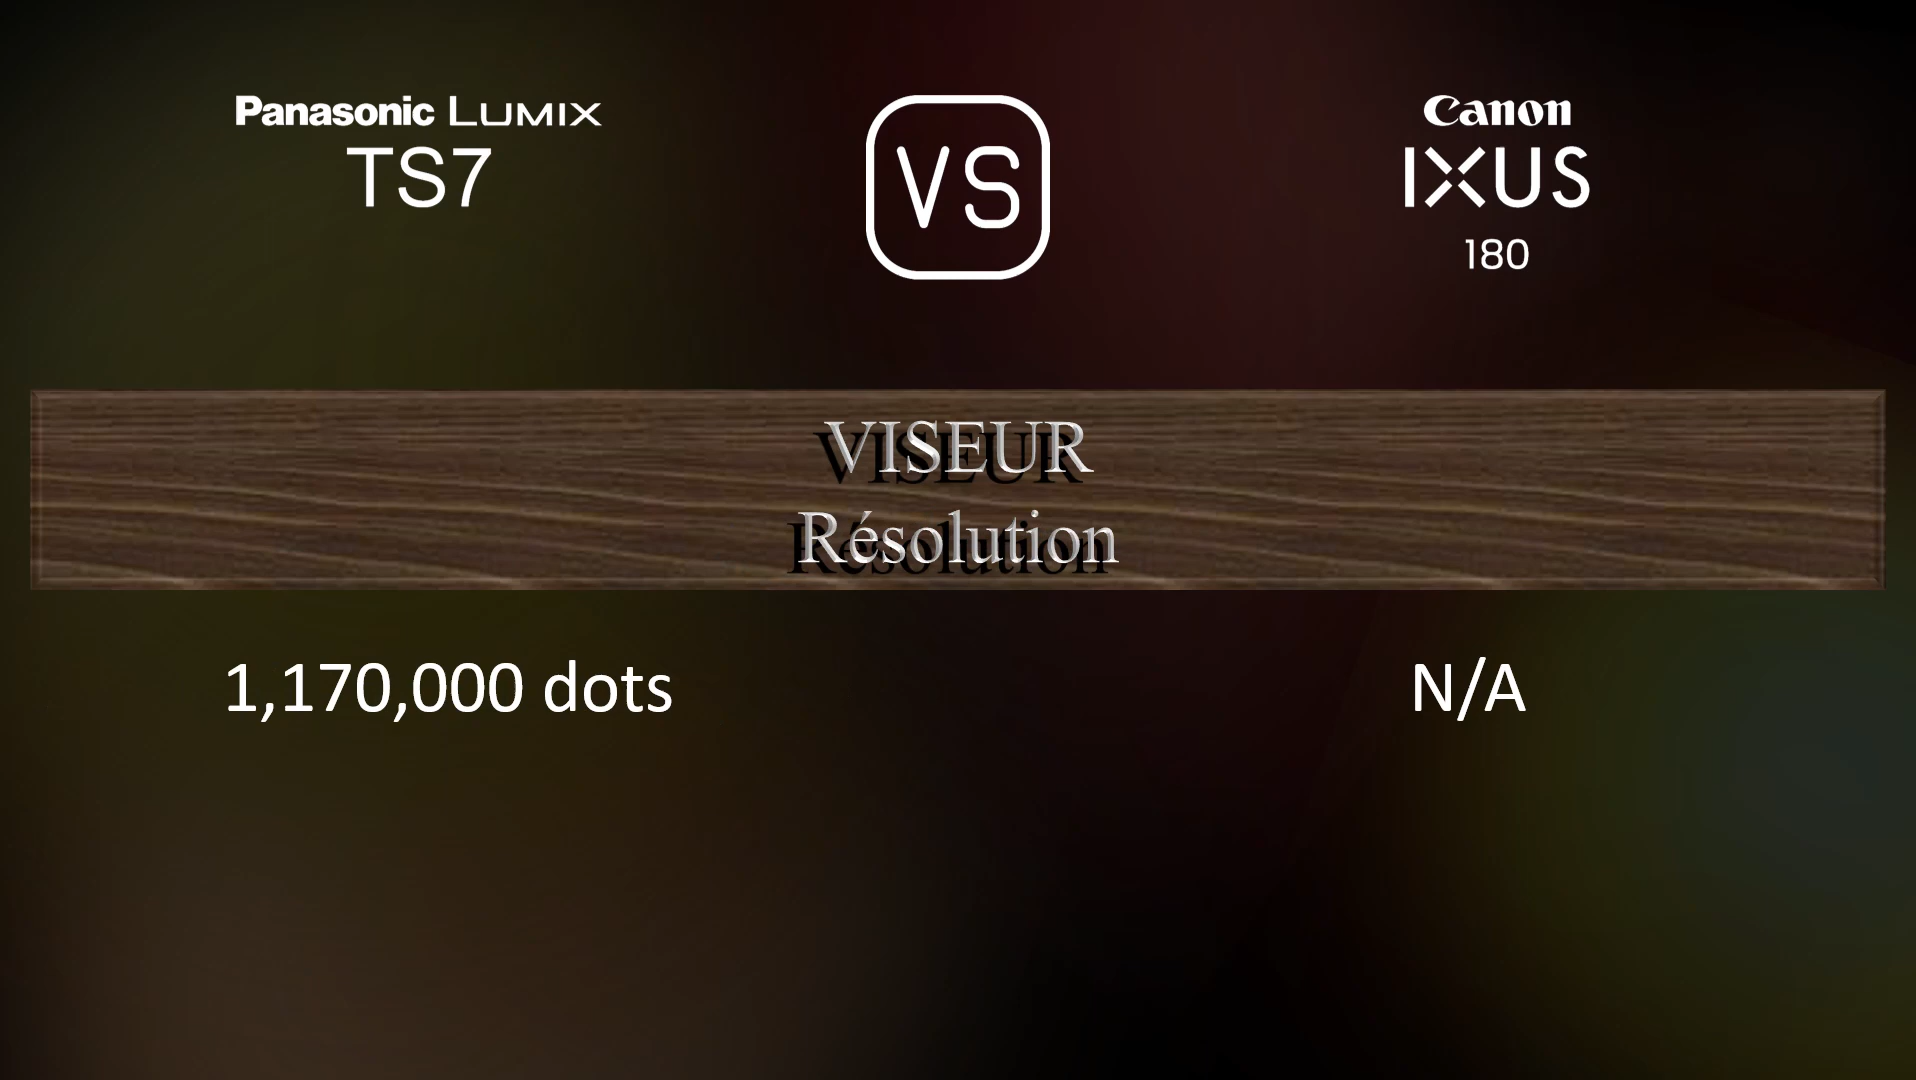 Panasonic LUMIX
TS7
VS
Canon
IXUS
180
VISEUR
Résolution
1,170,000 dots
N/A